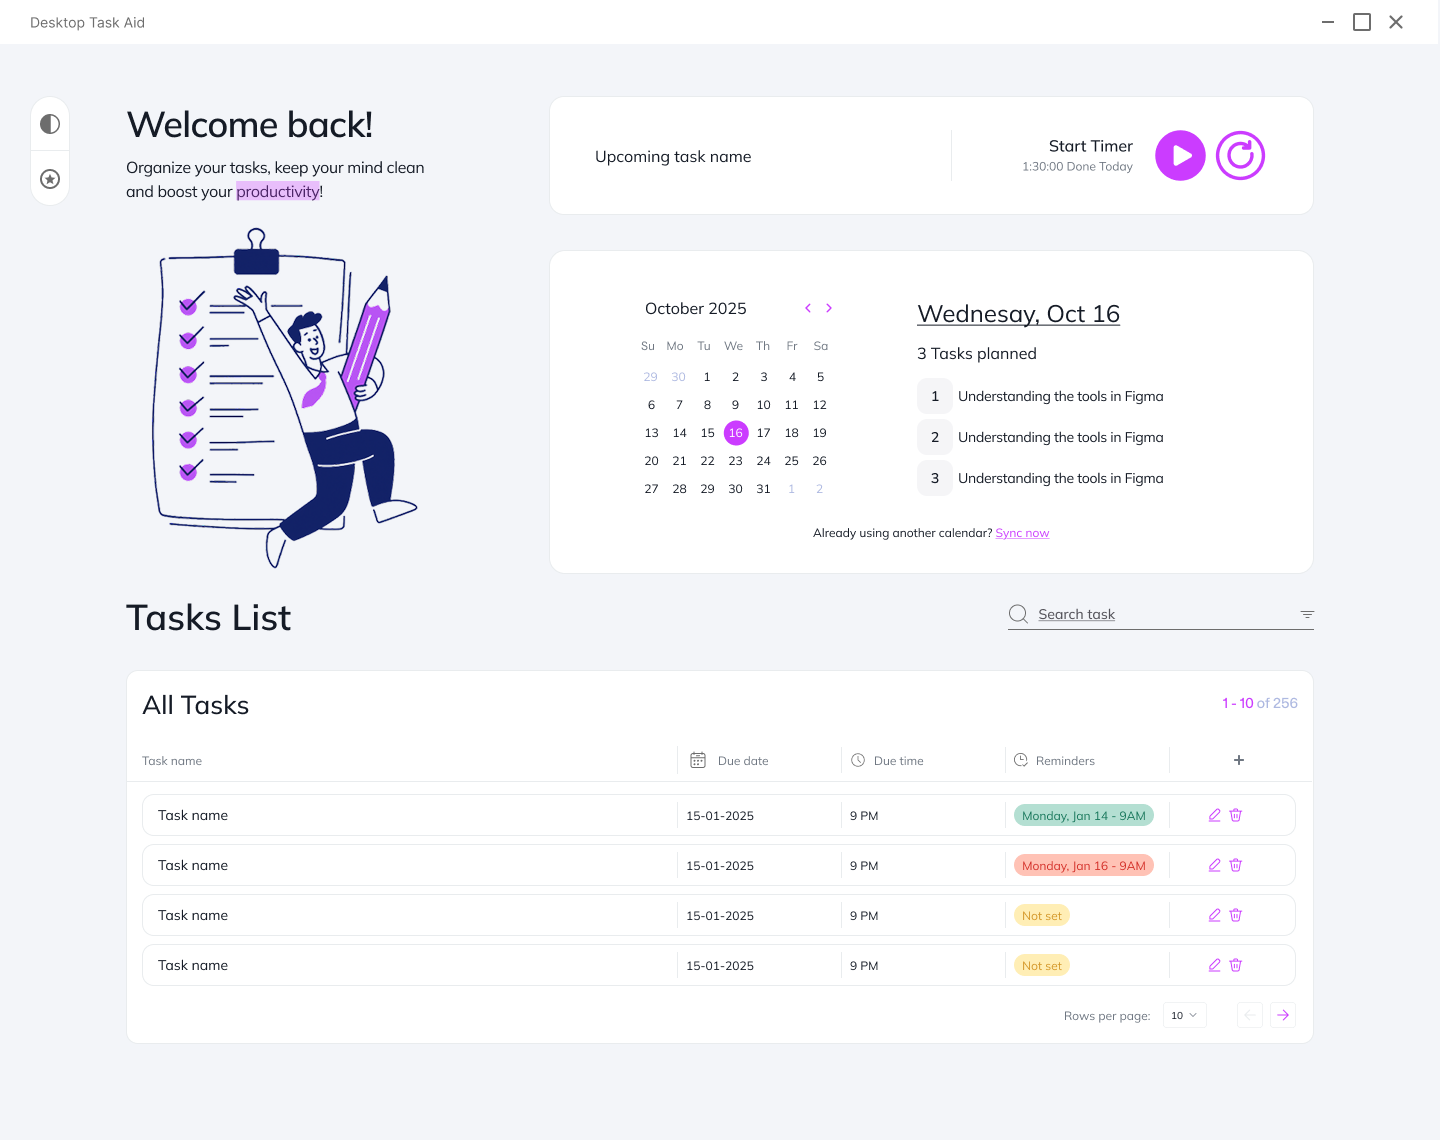 Desktop Task Aid
Welcome back!
Organize your tasks, keep your mind clean
and boost your productivity!
Upcoming task name
Start Timer
1:30:00 Done Today
October 2025
Su Mo Tu We Th Fr Sa
29 30 1 2 3 4 5
6 7 8 9 10 11 12
13 14 15 16 17 18 19
20 21 22 23 24 25 26
27 28 29 30 31 1 2
Wednesay, Oct 16
3 Tasks planned
1 Understanding the tools in Figma
2 Understanding the tools in Figma
3 Understanding the tools in Figma
Already using another calendar? Sync now
Tasks List
Search task
All Tasks
1 - 10 of 256
Task name Due date Due time Reminders +
Task name 15-01-2025 9 PM Monday, Jan 14 - 9AM
Task name 15-01-2025 9 PM Monday, Jan 16 - 9AM
Task name 15-01-2025 9 PM Not set
Task name 15-01-2025 9 PM Not set
Rows per page: 10